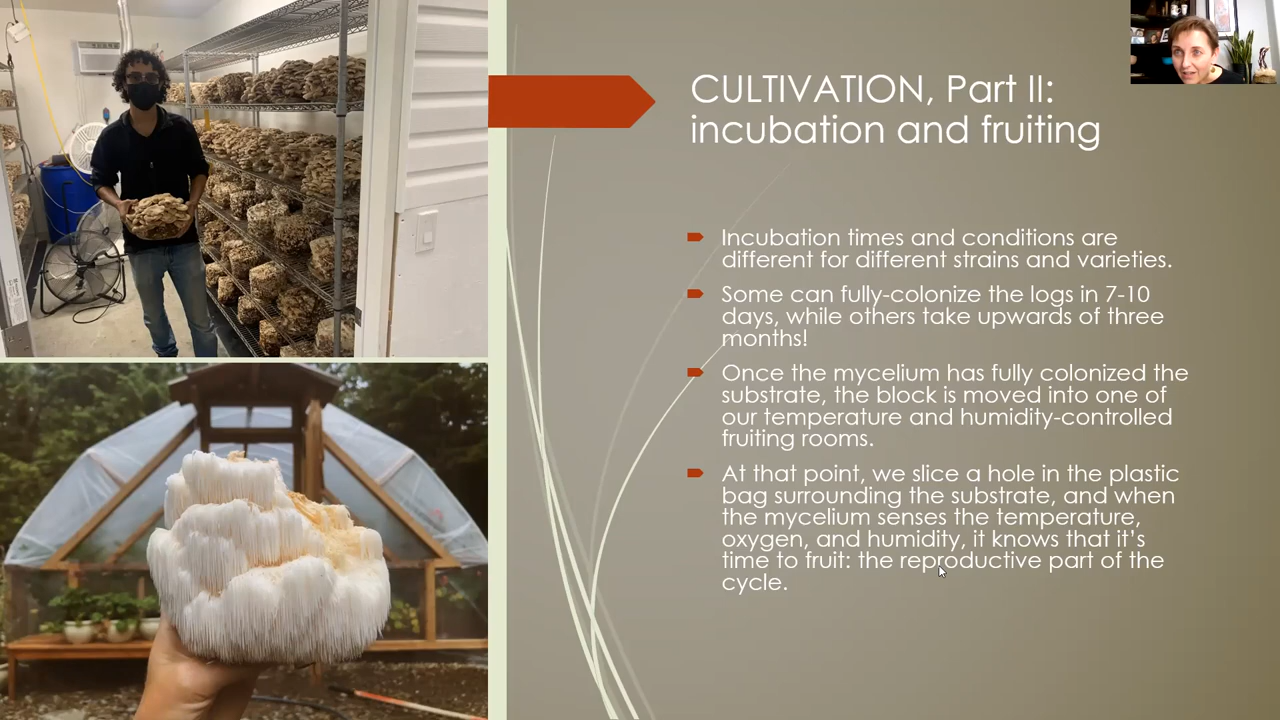 CULTIVATION, Part II:
incubation and fruiting
Incubation times and conditions are
different for different strains and varieties.
Some can fully-colonize the logs in 7-10
days, while others take upwards of three
months!
Once the mycelium has fully colonized the
substrate, the block is moved into one of
our temperature and humidity-controlled
fruiting rooms.
At that point, we slice a hole in the plastic
bag surrounding the substrate, and when
the mycelium senses the temperature,
oxygen, and humidity, it knows that it’s
time to fruit: the reproductive part of the
cycle.